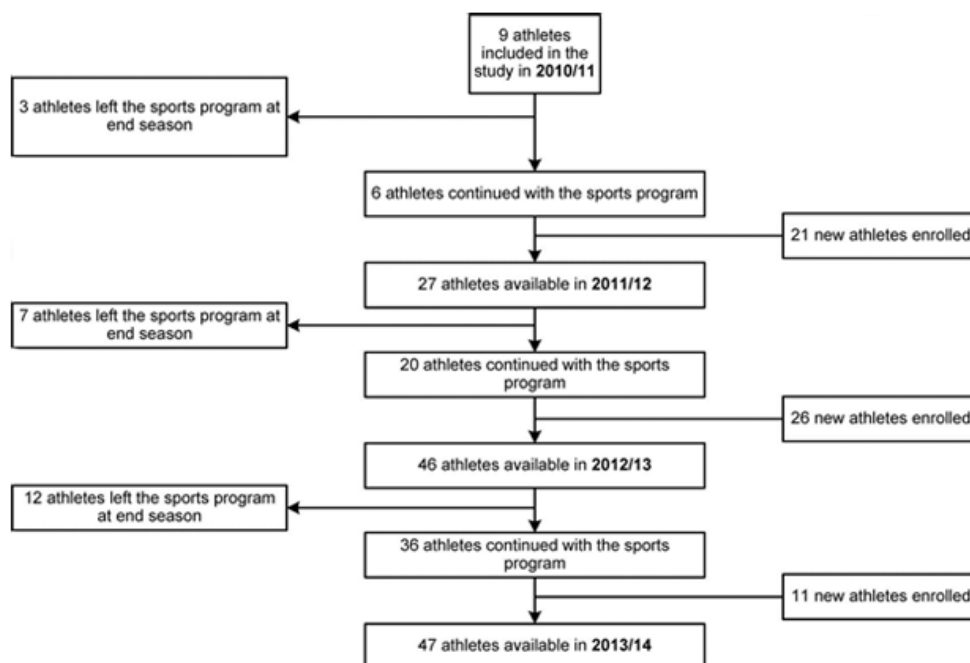 9 athletes
included in the
study in 2010/11
3 athletes left the sports program at
end season
6 athletes continued with the sports program
21 new athletes enrolled
27 athletes available in 2011/12
7 athletes left the sports program at
end season
20 athletes continued with the sports
program
26 new athletes enrolled
46 athletes available in 2012/13
12 athletes left the sports program
at end season
36 athletes continued with the sports
program
11 new athletes enrolled
47 athletes available in 2013/14